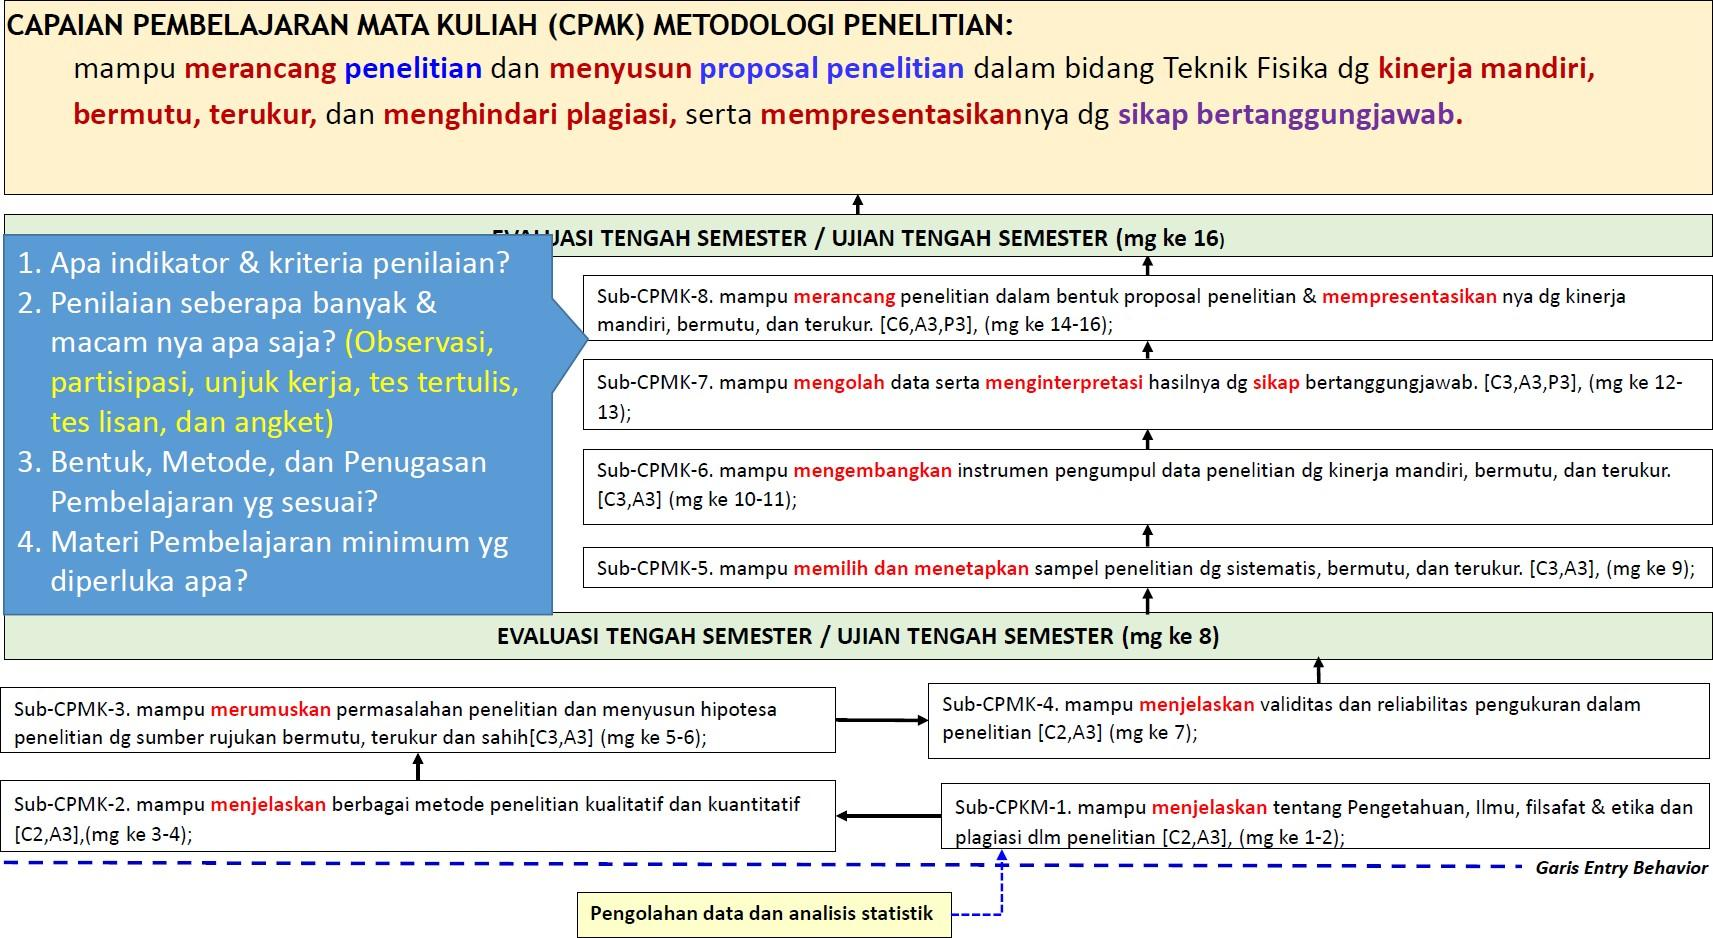 CAPAIAN PEMBELAJARAN MATA KULIAH (CPMK) METODOLOGI PENELITIAN:
mampu merancang penelitian dan menyusun proposal penelitian dalam bidang Teknik Fisika dg kinerja mandiri,
bermutu, terukur, dan menghindari plagiasi, serta mempresentasikannya dg sikap bertanggungjawab.
EVALUASI TENGAH SEMESTER / UJIAN TENGAH SEMESTER (mg ke 16)
1. Apa indikator & kriteria penilaian?
2. Penilaian seberapa banyak &
macam nya apa saja? (Observasi,
partisipasi, unjuk kerja, tes tertulis,
tes lisan, dan angket)
3. Bentuk, Metode, dan Penugasan
Pembelajaran yg sesuai?
4. Materi Pembelajaran minimum yg
diperluka apa?
Sub-CPMK-8. mampu merancang penelitian dalam bentuk proposal penelitian & mempresentasikan nya dg kinerja
mandiri, bermutu, dan terukur. [C6,A3,P3], (mg ke 14-16);
Sub-CPMK-7. mampu mengolah data serta menginterpretasi hasilnya dg sikap bertanggungjawab. [C3,A3,P3], (mg ke 12-
13);
Sub-CPMK-6. mampu mengembangkan instrumen pengumpul data penelitian dg kinerja mandiri, bermutu, dan terukur.
[C3,A3] (mg ke 10-11);
Sub-CPMK-5. mampu memilih dan menetapkan sampel penelitian dg sistematis, bermutu, dan terukur. [C3,A3], (mg ke 9);
EVALUASI TENGAH SEMESTER / UJIAN TENGAH SEMESTER (mg ke 8)
Sub-CPMK-3. mampu merumuskan permasalahan penelitian dan menyusun hipotesa
penelitian dg sumber rujukan bermutu, terukur dan sahih[C3,A3] (mg ke 5-6);
Sub-CPMK-4. mampu menjelaskan validitas dan reliabilitas pengukuran dalam
penelitian [C2,A3] (mg ke 7);
Sub-CPMK-2. mampu menjelaskan berbagai metode penelitian kualitatif dan kuantitatif
[C2,A3],(mg ke 3-4);
Sub-CPKM-1. mampu menjelaskan tentang Pengetahuan, Ilmu, filsafat & etika dan
plagiasi dlm penelitian [C2,A3], (mg ke 1-2);
Garis Entry Behavior
Pengolahan data dan analisis statistik